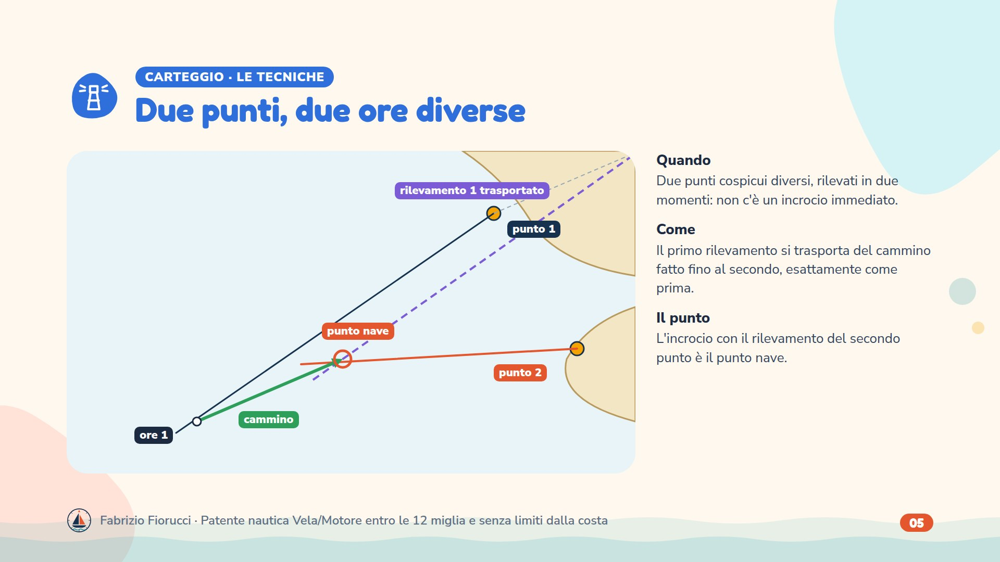 CARTEGGIO · LE TECNICHE
Due punti, due ore diverse
rilevamento 1 trasportato
punto 1
punto nave
punto 2
cammino
ore 1
Quando
Due punti cospicui diversi, rilevati in due
momenti: non c'è un incrocio immediato.
Come
Il primo rilevamento si trasporta del cammino
fatto fino al secondo, esattamente come
prima.
Il punto
L'incrocio con il rilevamento del secondo
punto è il punto nave.
Fabrizio Fiorucci · Patente nautica Vela/Motore entro le 12 miglia e senza limiti dalla costa
05